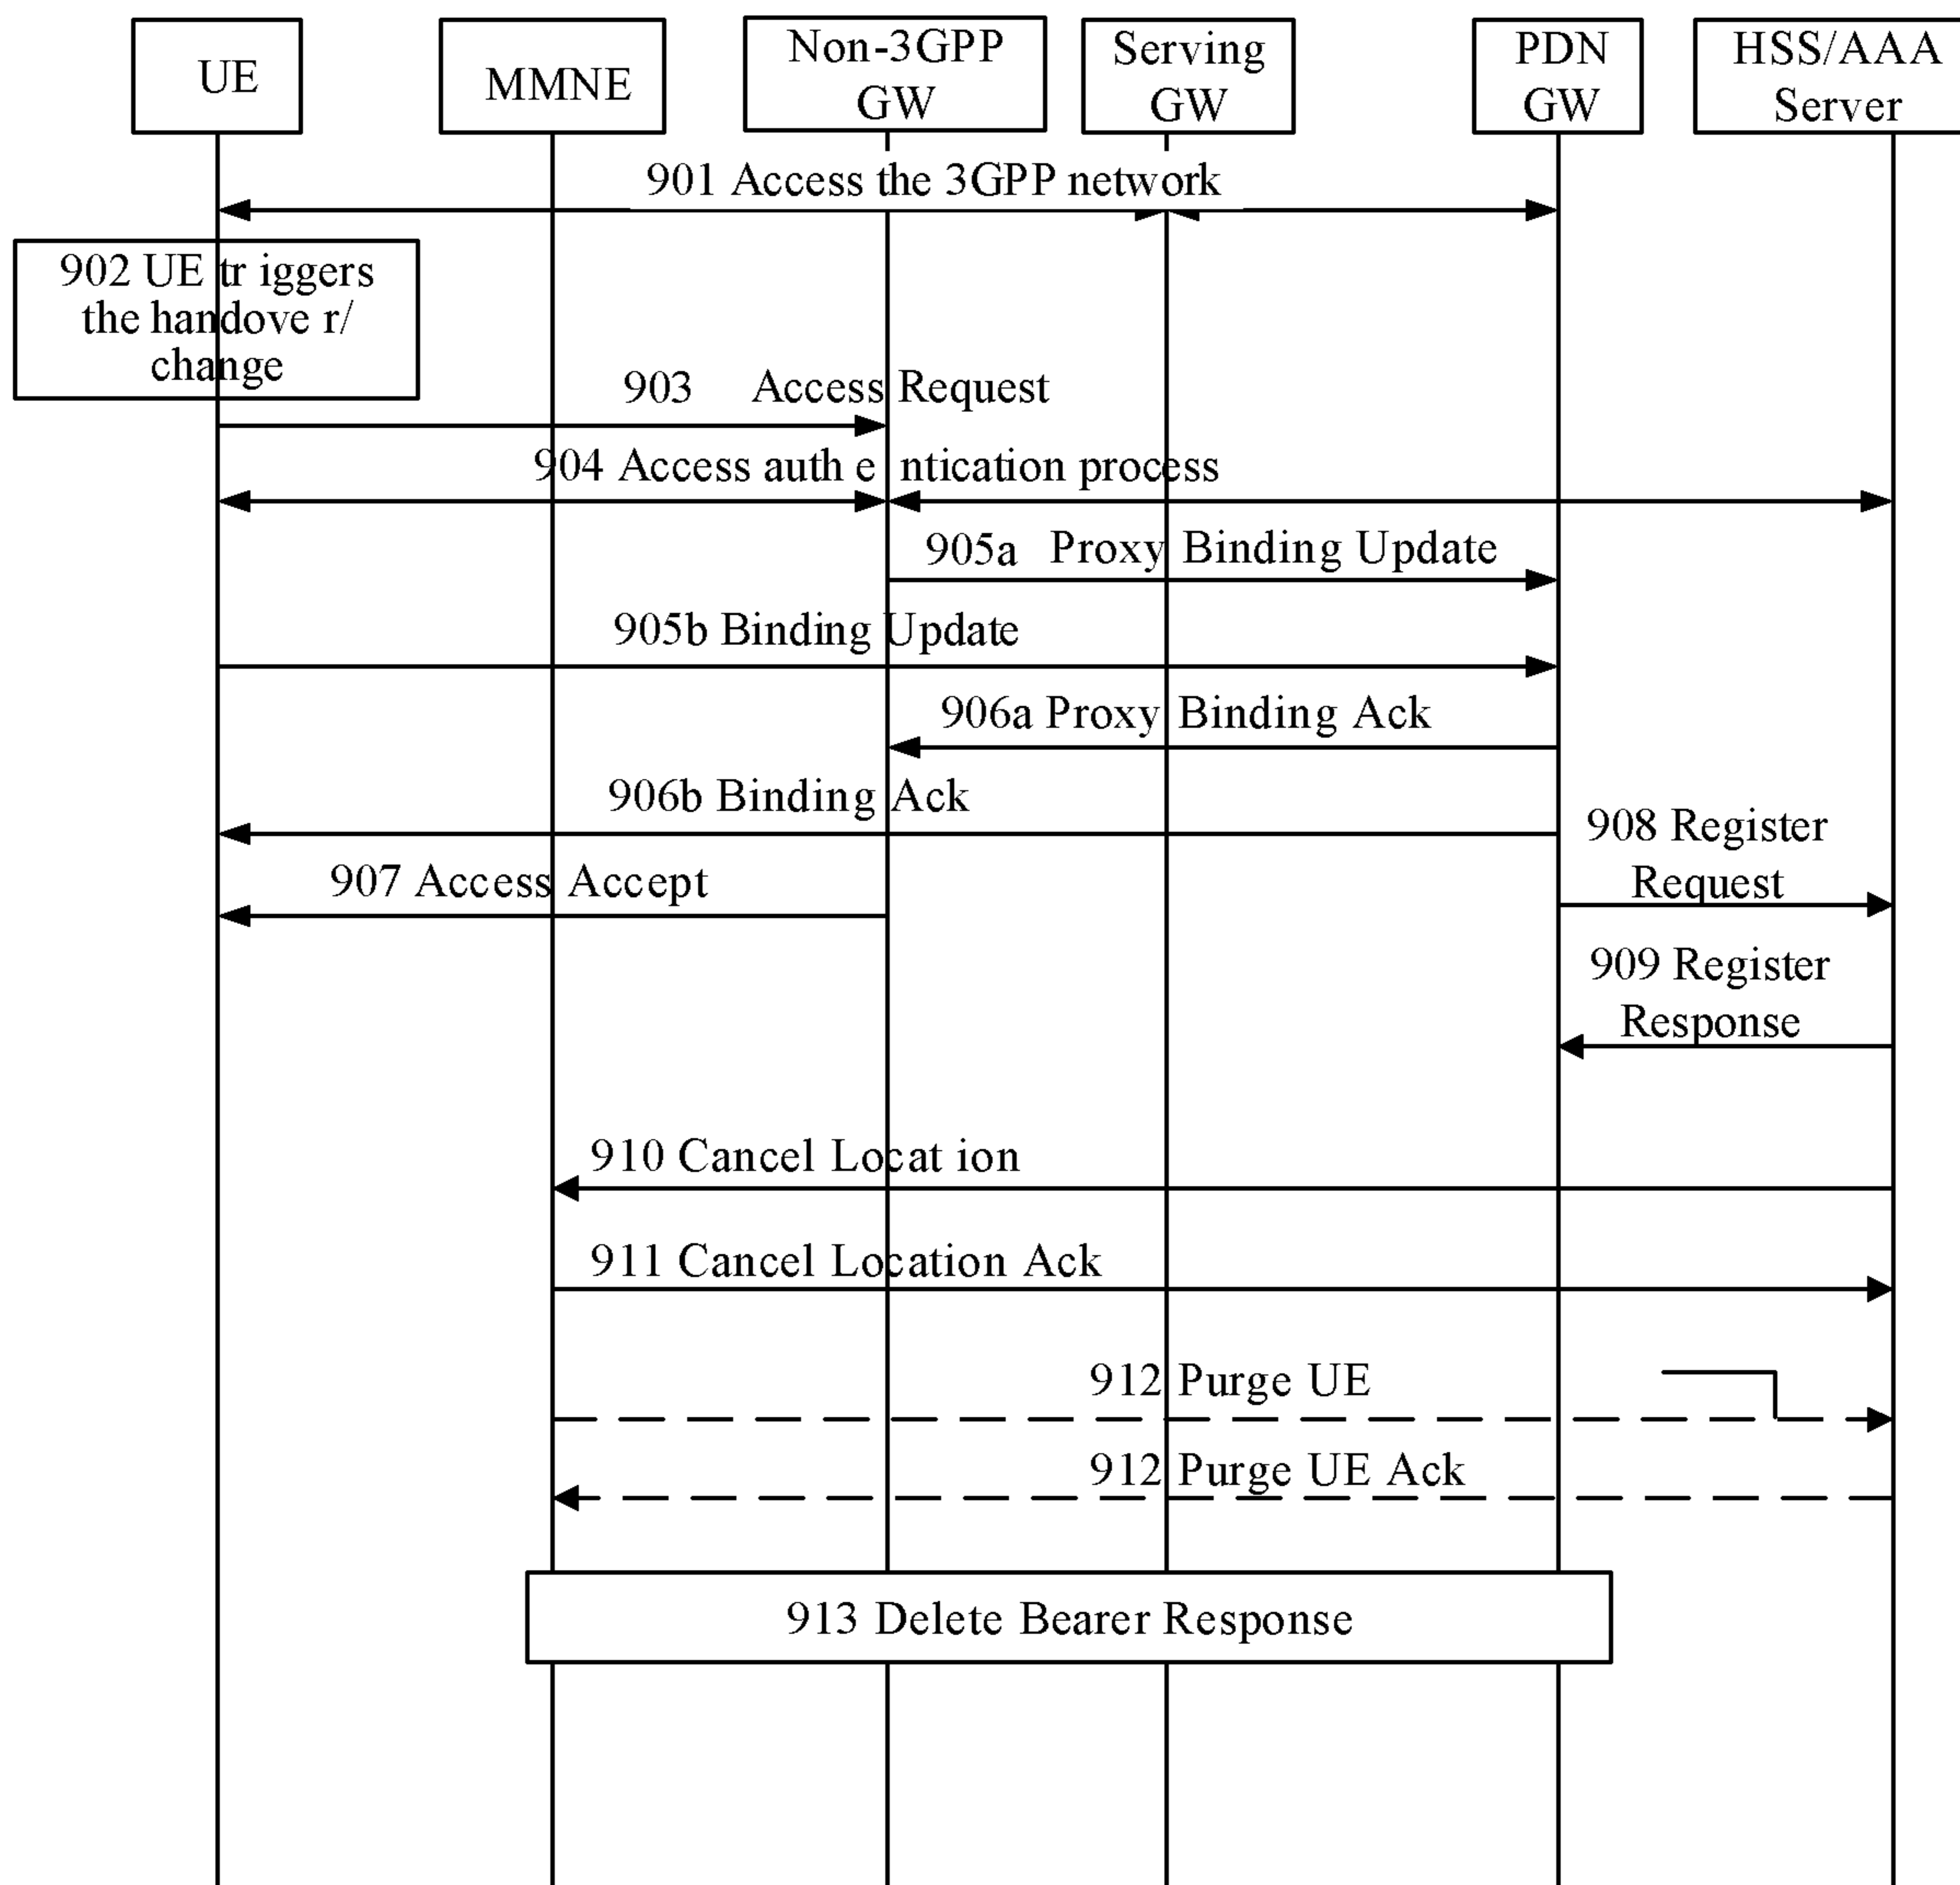 UE
MMNE
Non-3GPP
GW
Serving
GW
PDN
GW
HSS/AAA
Server
901 Access the 3GPP network
902 UE tr iggers
the handove r/
change
903 Access Request
904 Access auth e ntication process
905a Proxy Binding Update
905b Binding Update
906a Proxy Binding Ack
906b Binding Ack
908 Register
Request
907 Access Accept
909 Register
Response
910 Cancel Locat ion
911 Cancel Location Ack
912 Purge UE
912 Purge UE Ack
913 Delete Bearer Response